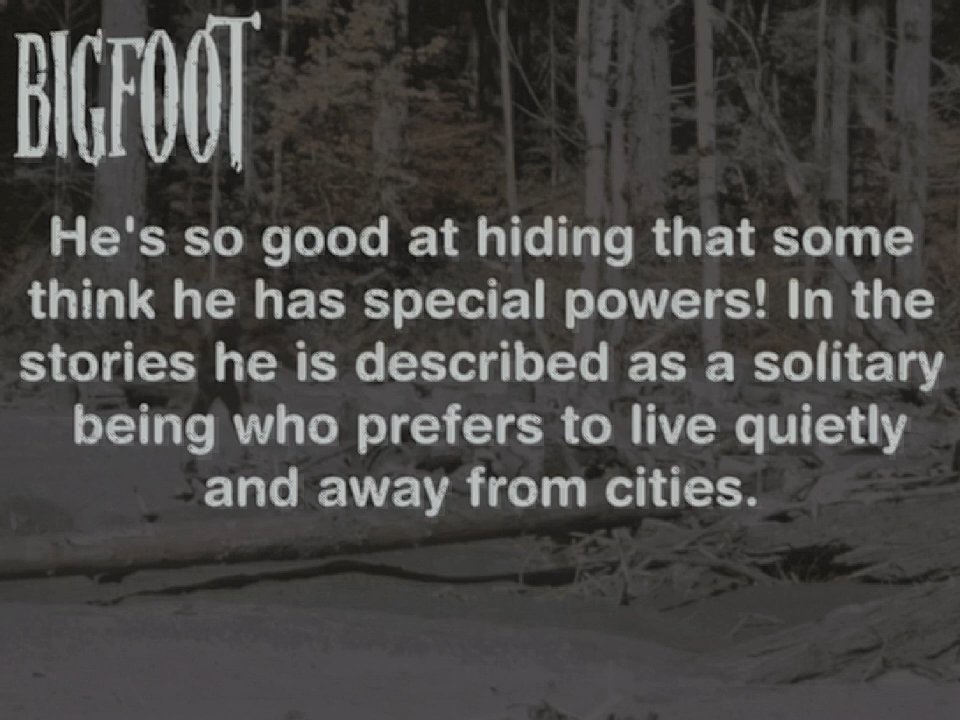 BIGFOOT
He's so good at hiding that some
think he has special powers! In the
stories he is described as a solitary
being who prefers to live quietly
and away from cities.